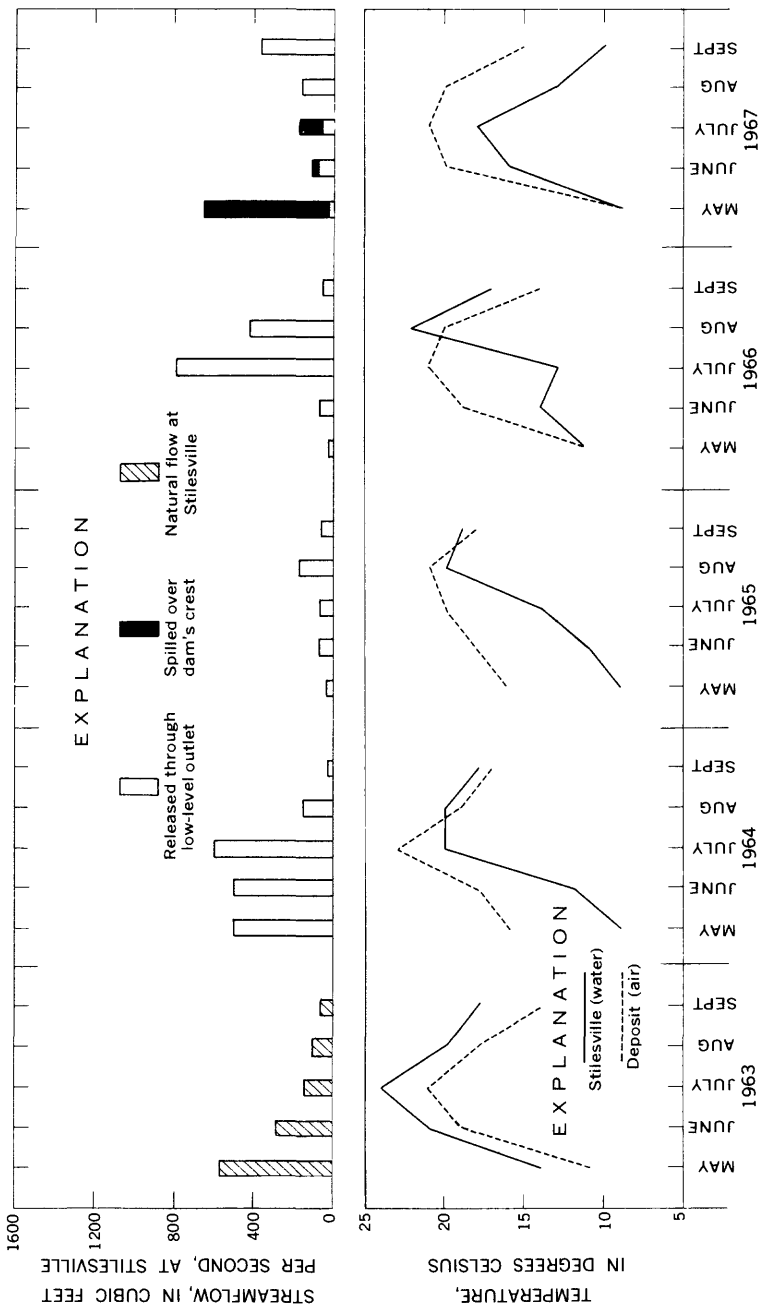 STREAMFLOW, IN CUBIC FEET
PER SECOND, AT STILESVILLE
1600
1200
800
400
0
EXPLANATION
Released through
low-level outlet
Spilled over
dam's crest
Natural flow at
Stilesville
TEMPERATURE,
IN DEGREES CELSIUS
25
20
15
10
5
EXPLANATION
Stilesville (water)
Deposit (air)
MAY JUNE JULY AUG SEPT MAY JUNE JULY AUG SEPT MAY JUNE JULY AUG SEPT MAY JUNE JULY AUG SEPT MAY JUNE JULY AUG SEPT
1963 1964 1965 1966 1967